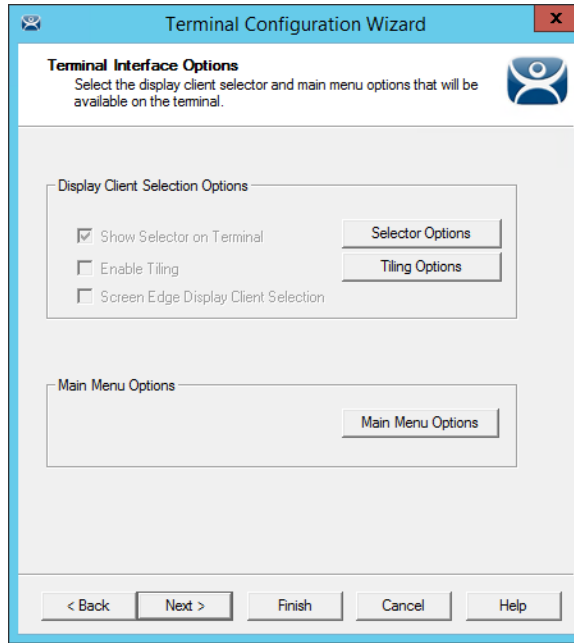 Terminal Configuration Wizard
x
Terminal Interface Options
Select the display client selector and main menu options that will be
available on the terminal.
Display Client Selection Options
Show Selector on Terminal
Selector Options
Enable Tiling
Tiling Options
Screen Edge Display Client Selection
Main Menu Options
Main Menu Options
< Back
Next >
Finish
Cancel
Help